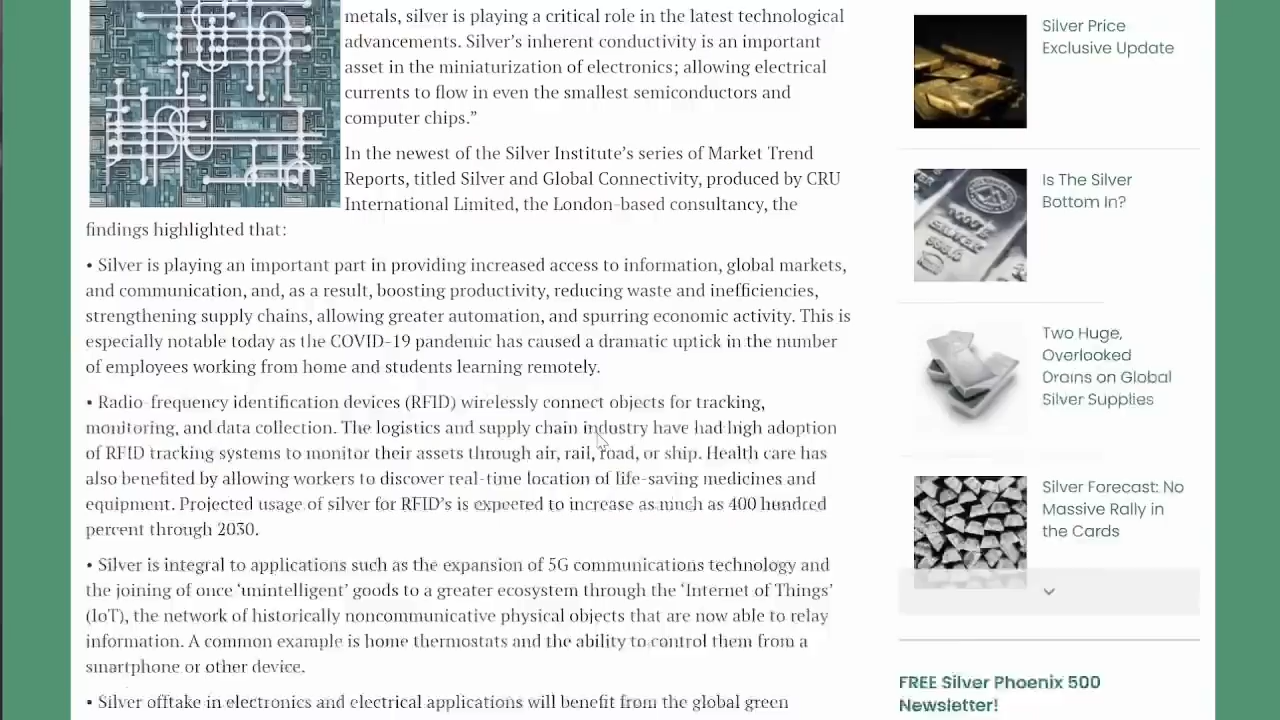 metals, silver is playing a critical role in the latest technological
advancements. Silver’s inherent conductivity is an important
asset in the miniaturization of electronics; allowing electrical
currents to flow in even the smallest semiconductors and
computer chips.”
In the newest of the Silver Institute’s series of Market Trend
Reports, titled Silver and Global Connectivity, produced by CRU
International Limited, the London-based consultancy, the
findings highlighted that:
• Silver is playing an important part in providing increased access to information, global markets,
and communication, and, as a result, boosting productivity, reducing waste and inefficiencies,
strengthening supply chains, allowing greater automation, and spurring economic activity. This is
especially notable today as the COVID-19 pandemic has caused a dramatic uptick in the number
of employees working from home and students learning remotely.
• Radio-frequency identification devices (RFID) wirelessly connect objects for tracking,
monitoring, and data collection. The logistics and supply chain industry have had high adoption
of RFID tracking systems to monitor their assets through air, rail, road, or ship. Health care has
also benefited by allowing workers to discover real-time location of life-saving medicines and
equipment. Projected usage of silver for RFID’s is expected to increase as much as 400 hundred
percent through 2030.
• Silver is integral to applications such as the expansion of 5G communications technology and
the joining of once ‘unintelligent’ goods to a greater ecosystem through the ‘Internet of Things’
(IoT), the network of historically noncommunicative physical objects that are now able to relay
information. A common example is home thermostats and the ability to control them from a
smartphone or other device.
• Silver offtake in electronics and electrical applications will benefit from the global green
Silver Price
Exclusive Update
Is The Silver
Bottom In?
Two Huge,
Overlooked
Drains on Global
Silver Supplies
Silver Forecast: No
Massive Rally in
the Cards
FREE Silver Phoenix 500
Newsletter!